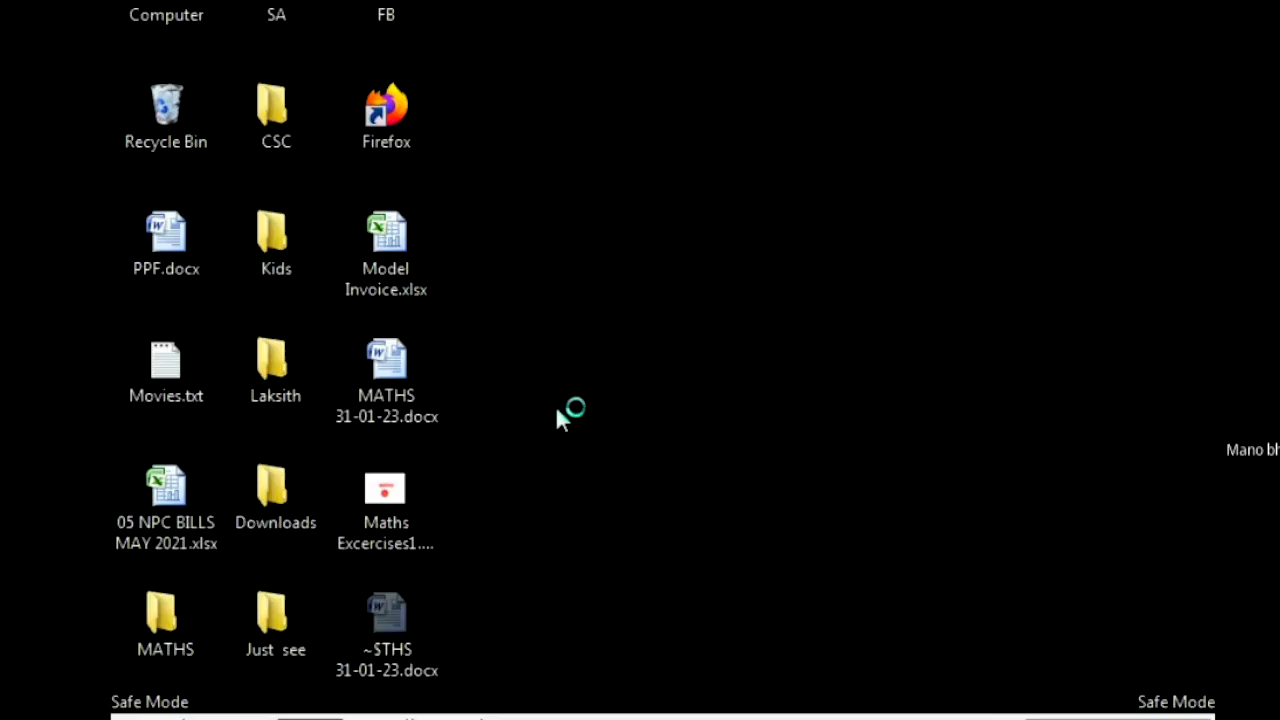 Computer
SA
FB
Recycle Bin
CSC
Firefox
PPF.docx
Kids
Model
Invoice.xlsx
Movies.txt
Laksith
MATHS
31-01-23.docx
Mano bh
05 NPC BILLS
MAY 2021.xlsx
Downloads
Maths
Excercises1....
MATHS
Just see
~$THS
31-01-23.docx
Safe Mode
Safe Mode